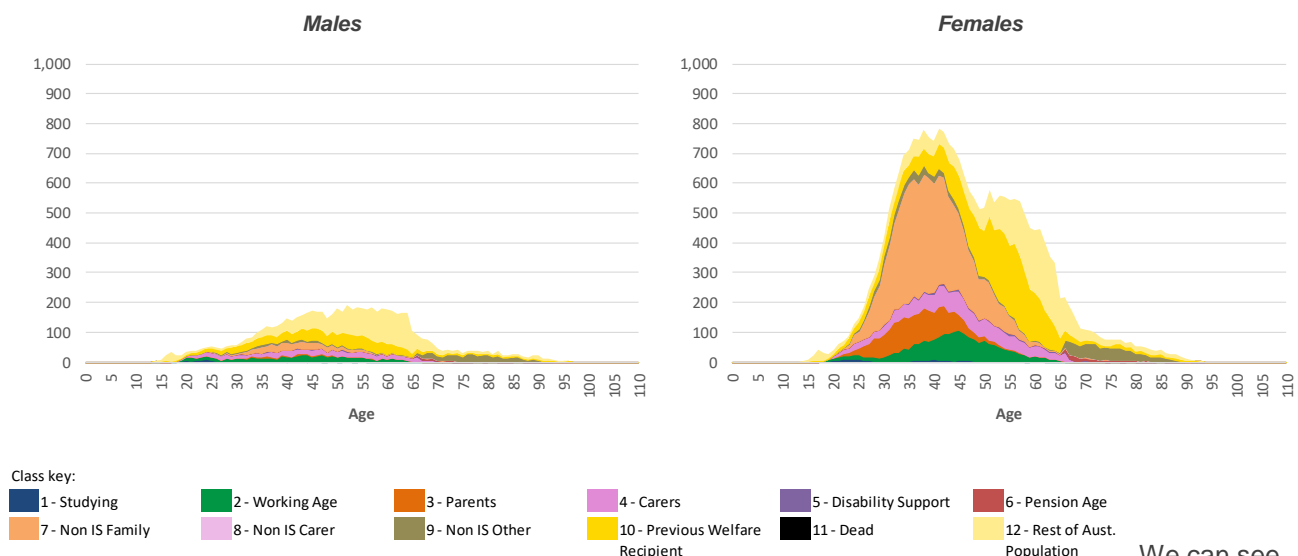 Males
Females
1,000
900
800
700
600
500
400
300
200
100
0
0 5 10 15 20 25 30 35 40 45 50 55 60 65 70 75 80 85 90 95 100 105 110
Age
1,000
900
800
700
600
500
400
300
200
100
0
0 5 10 15 20 25 30 35 40 45 50 55 60 65 70 75 80 85 90 95 100 105 110
Age
Class key:
1 - Studying
2 - Working Age
3 - Parents
4 - Carers
5 - Disability Support
6 - Pension Age
7 - Non IS Family
8 - Non IS Carer
9 - Non IS Other
10 - Previous Welfare
Recipient
11 - Dead
12 - Rest of Aust.
Population
We can see